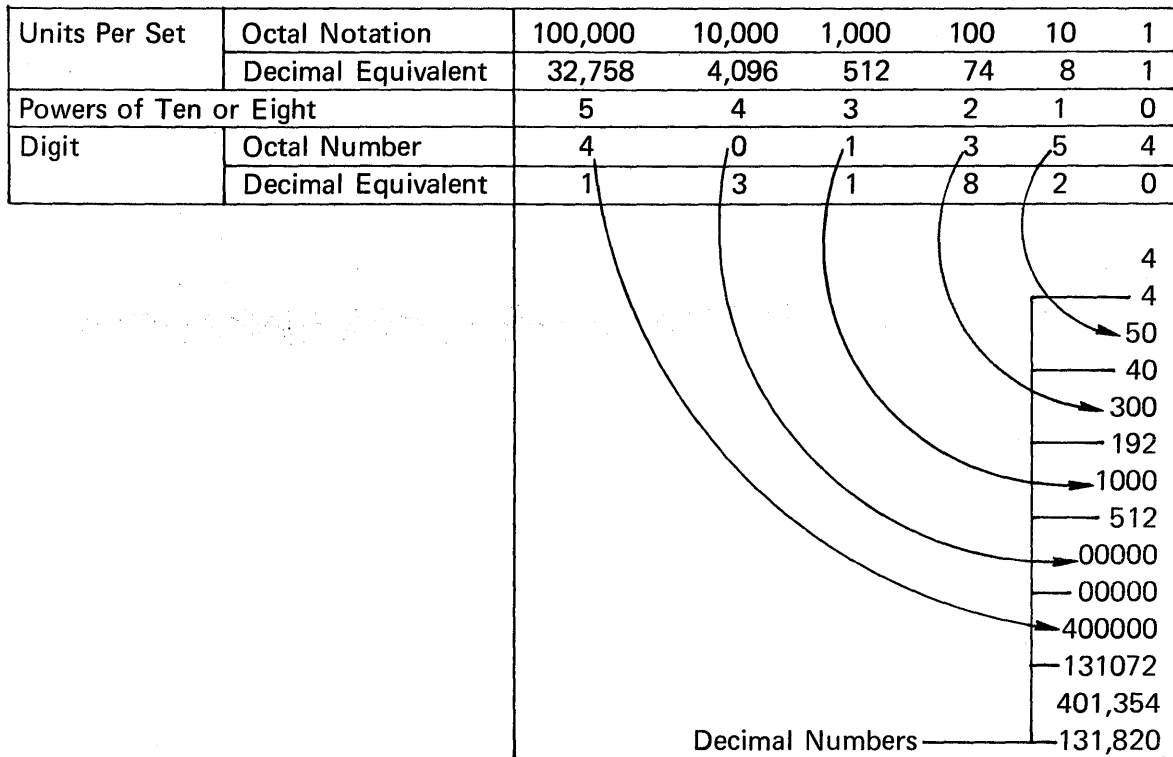 Units Per Set Octal Notation 100,000 10,000 1,000 100 10 1
Decimal Equivalent 32,758 4,096 512 74 8 1
Powers of Ten or Eight 5 4 3 2 1 0
Digit Octal Number 4 0 1 3 5 4
Decimal Equivalent 1 3 1 8 2 0
4
4
50
40
300
192
1000
512
00000
00000
400000
131072
401,354
Decimal Numbers 131,820